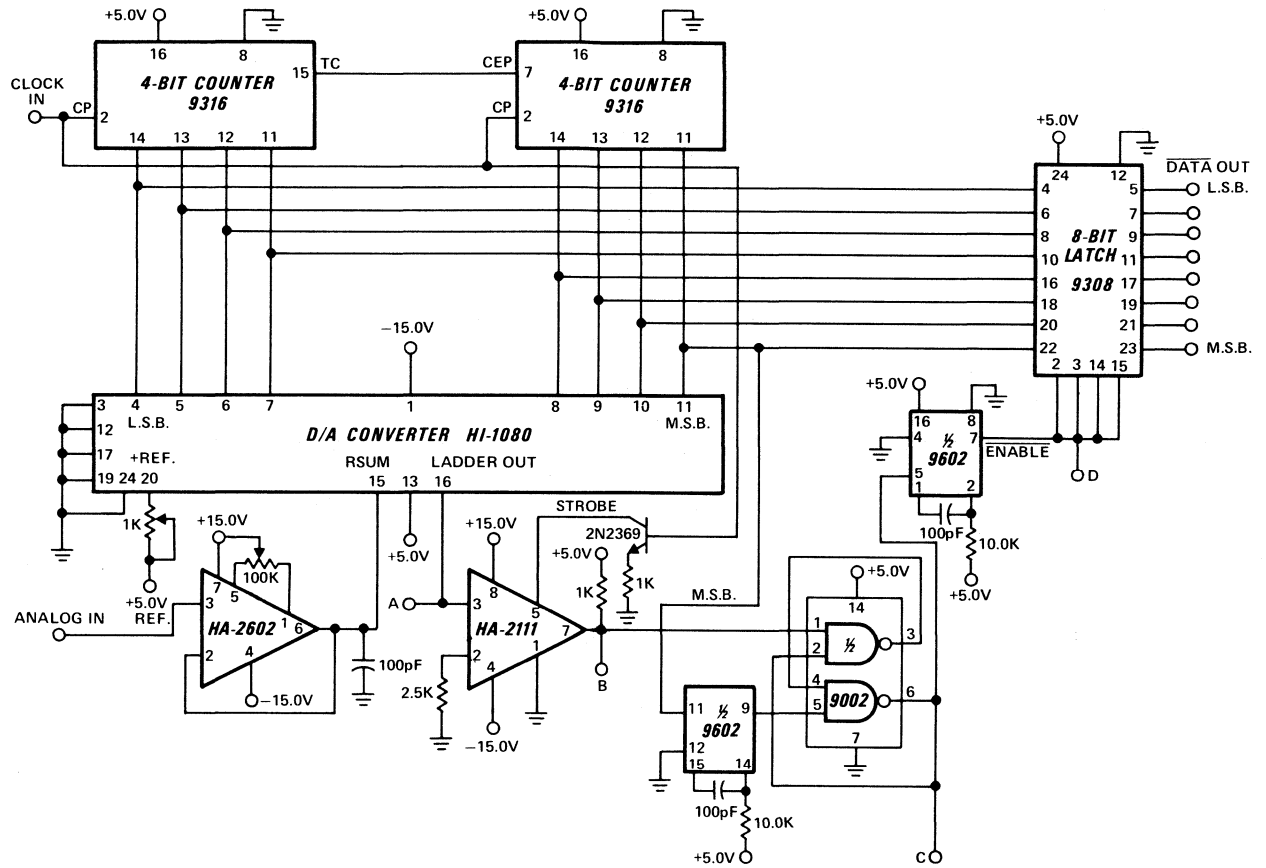 +5.0V
+5.0V
16
8
16
8
4-BIT COUNTER
9316
15
TC
CEP
7
4-BIT COUNTER
9316
CLOCK
IN
CP
2
CP
2
14
13
12
11
14
13
12
11
+5.0V
24
12
DATA OUT
4
5
L.S.B.
6
7
8
8-BIT
9
10
LATCH
11
16
9308
17
18
19
20
21
22
23
M.S.B.
2
3
14
15
−15.0V
3
4
5
6
7
1
8
9
10
11
L.S.B.
M.S.B.
12
D/A CONVERTER HI-1080
17
+REF.
RSUM
LADDER OUT
19
24
20
15
13
16
+5.0V
16
8
4
½
7
9602
ENABLE
5
1
2
D
100pF
10.0K
+5.0V
1K
+5.0V
REF.
+15.0V
100K
7
5
ANALOG IN
3
HA-2602
1
6
2
4
−15.0V
100pF
+5.0V
STROBE
2N2369
+15.0V
+5.0V
8
1K
1K
A
3
5
HA-2111
7
2
1
4
2.5K
−15.0V
B
M.S.B.
+5.0V
14
1
3
2
½
4
9002
6
5
7
11
½
9
9602
12
15
14
100pF
10.0K
+5.0V
C